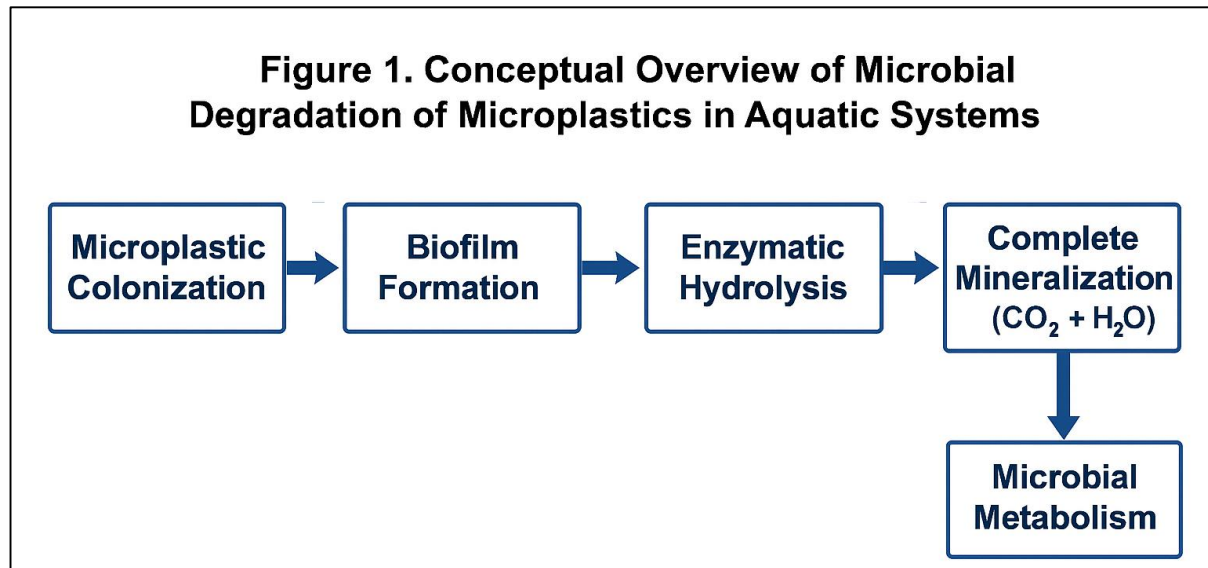 Figure 1. Conceptual Overview of Microbial
Degradation of Microplastics in Aquatic Systems
Microplastic
Colonization
Biofilm
Formation
Enzymatic
Hydrolysis
Complete
Mineralization
(CO₂ + H₂O)
Microbial
Metabolism